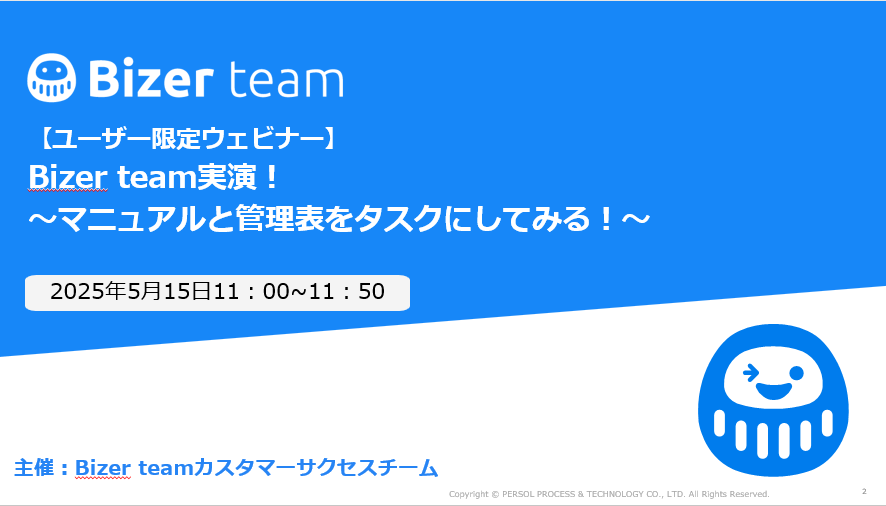 Bizer team
【ユーザー限定ウェビナー】
Bizer team実演！
～マニュアルと管理表をタスクにしてみる！～
2025年5月15日11：00~11：50
主催：Bizer teamカスタマーサクセスチーム
Copyright © PERSOL PROCESS & TECHNOLOGY CO., LTD. All Rights Reserved.
2